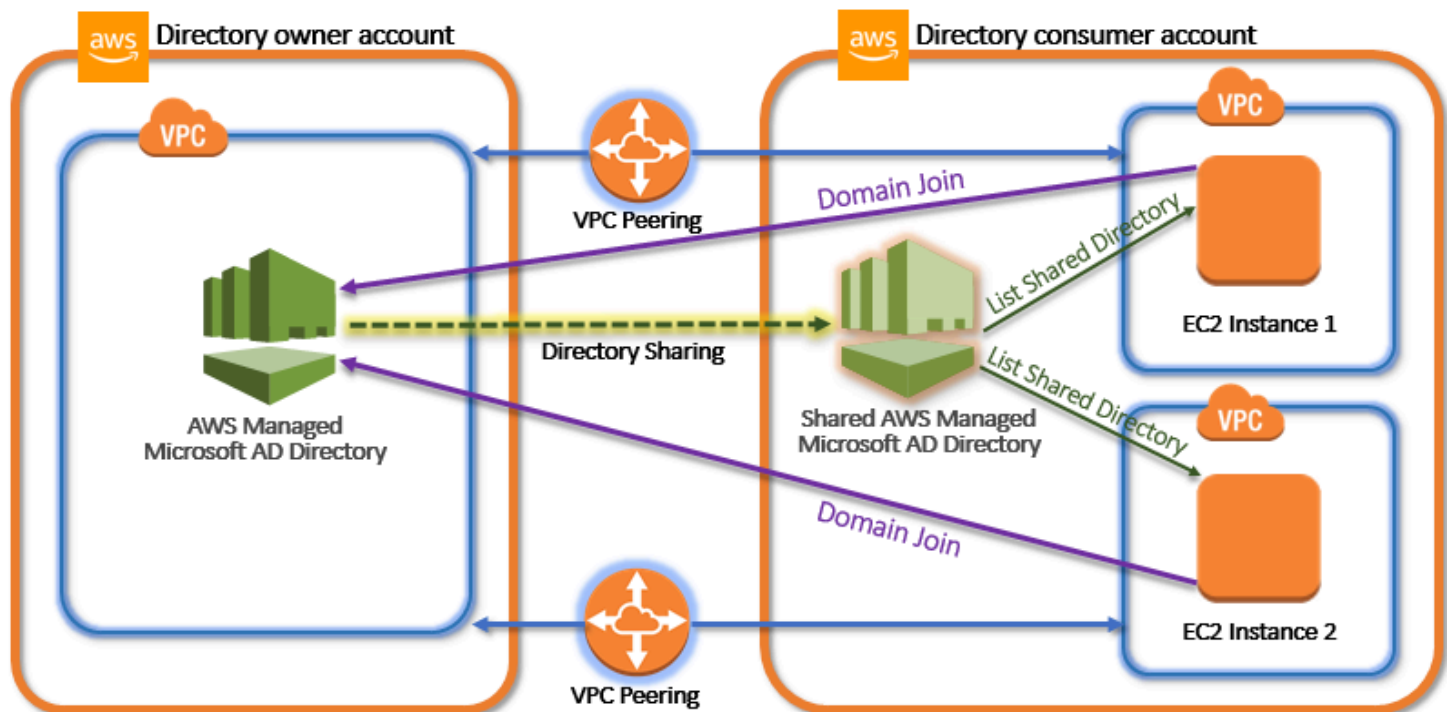 aws
Directory owner account
aws
Directory consumer account
VPC
VPC
VPC Peering
Domain Join
List Shared Directory
EC2 Instance 1
Directory Sharing
AWS Managed
Microsoft AD Directory
Shared AWS Managed
Microsoft AD Directory
List Shared Directory
VPC
Domain Join
EC2 Instance 2
VPC Peering